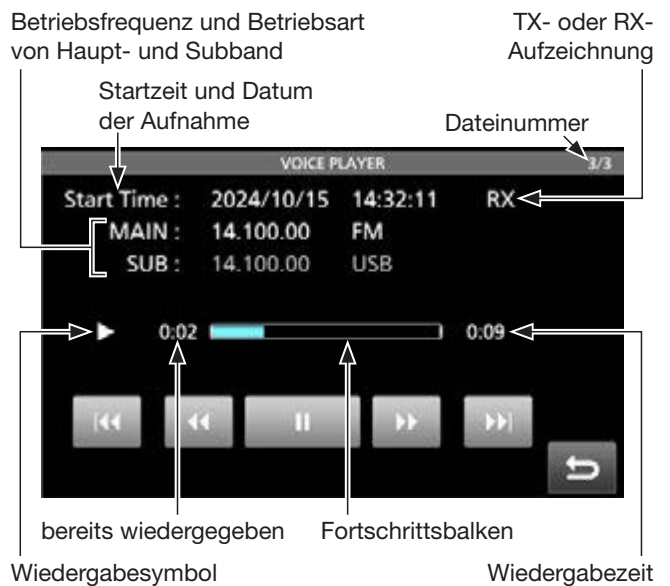 Betriebsfrequenz und Betriebsart
von Haupt- und Subband
TX- oder RX-
Aufzeichnung
Startzeit und Datum
der Aufnahme
Dateinummer
VOICE PLAYER 3/3
Start Time : 2024/10/15 14:32:11 RX
MAIN : 14.100.00 FM
SUB : 14.100.00 USB
0:02 0:09
bereits wiedergegeben
Fortschrittsbalken
Wiedergabesymbol
Wiedergabezeit